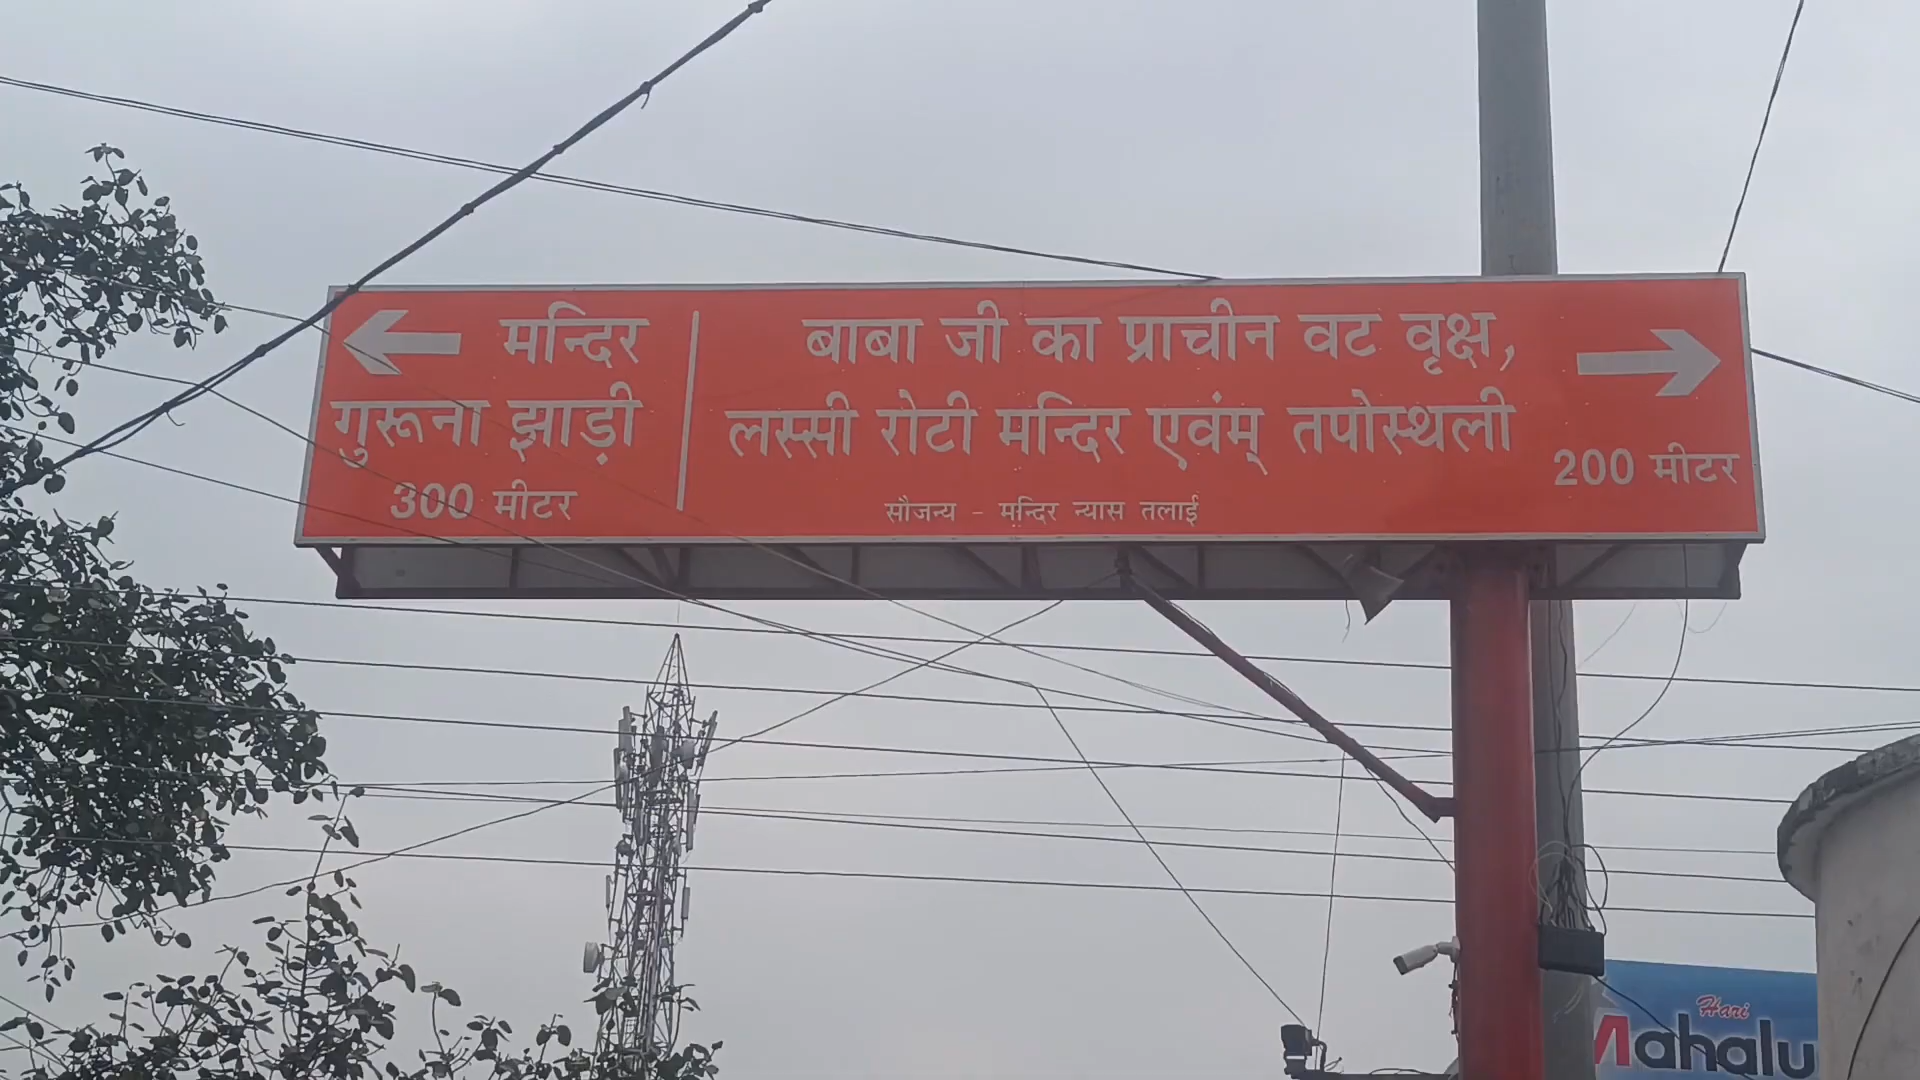 मन्दिर
गुरूना झाड़ी
300 मीटर
बाबा जी का प्राचीन वट वृक्ष,
लस्सी रोटी मन्दिर एवंम् तपोस्थली
सौजन्य - मन्दिर न्यास तलाई
200 मीटर
Hari
Mahalu